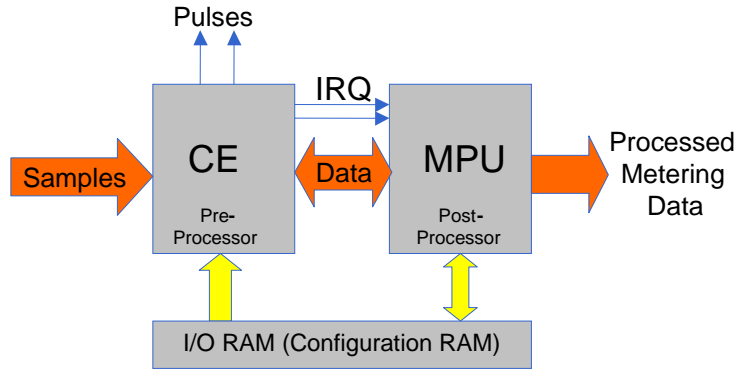 Pulses
IRQ
CE
MPU
Samples
Data
Processed
Metering
Data
Pre-
Processor
Post-
Processor
I/O RAM (Configuration RAM)